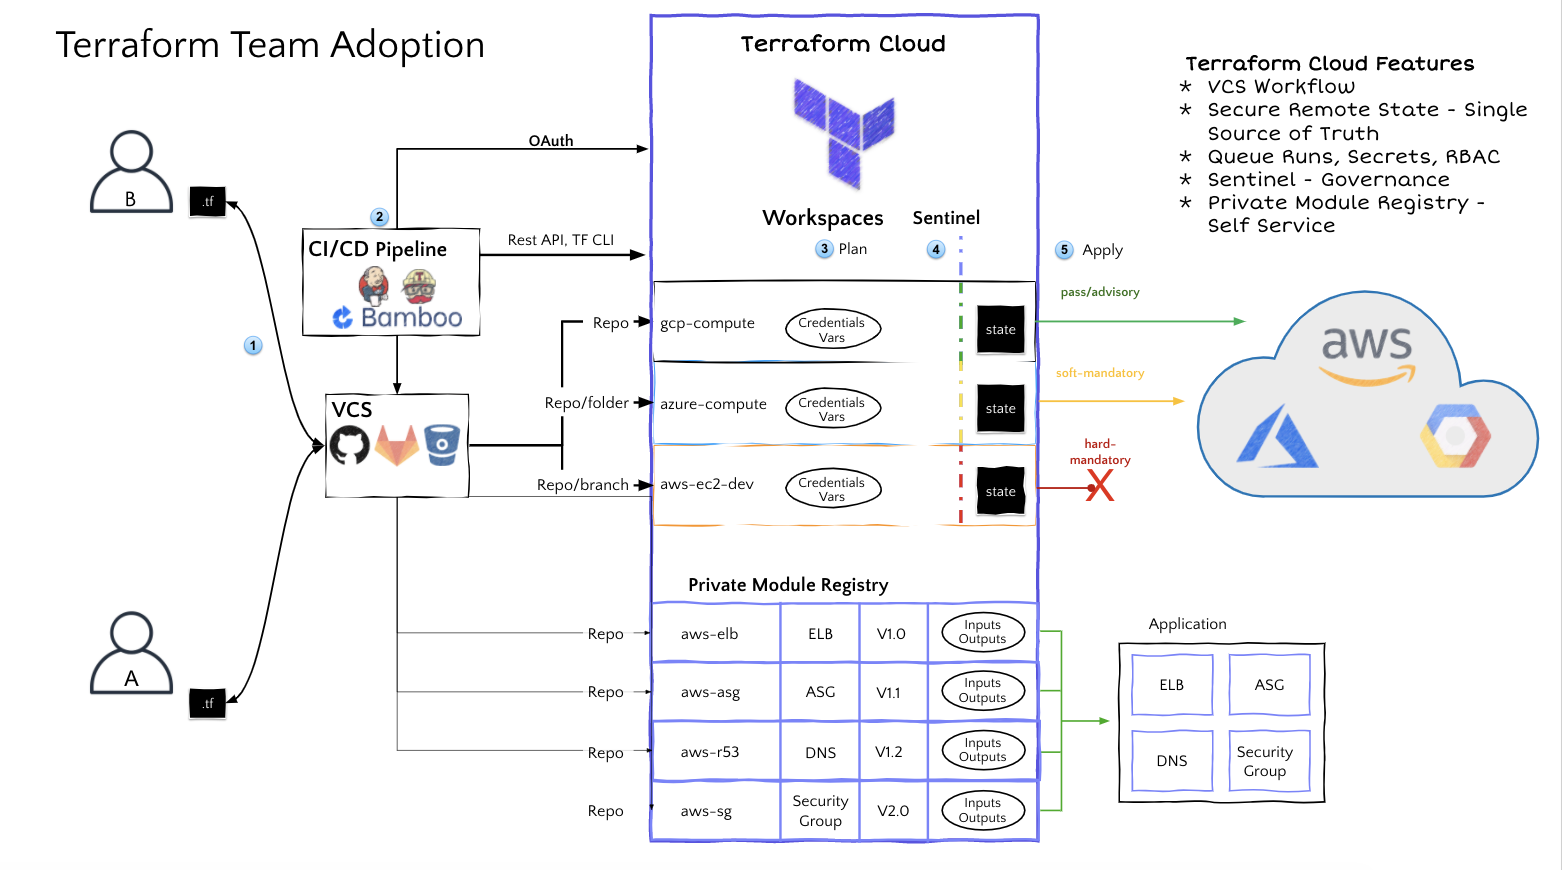 Terraform Team Adoption
Terraform Cloud
Terraform Cloud Features
* VCS Workflow
* Secure Remote State - Single
Source of Truth
* Queue Runs, Secrets, RBAC
* Sentinel - Governance
* Private Module Registry -
Self Service
B
.tf
OAuth
2
CI/CD Pipeline
Bamboo
Rest API, TF CLI
Workspaces
Sentinel
3 Plan
4
5 Apply
1
VCS
Repo
gcp-compute
Credentials
Vars
state
pass/advisory
Repo/folder
azure-compute
Credentials
Vars
state
soft-mandatory
Repo/branch
aws-ec2-dev
Credentials
Vars
state
hard-
mandatory
X
aws
A
.tf
Private Module Registry
Repo
aws-elb
ELB
V1.0
Inputs
Outputs
Repo
aws-asg
ASG
V1.1
Inputs
Outputs
Repo
aws-r53
DNS
V1.2
Inputs
Outputs
Repo
aws-sg
Security
Group
V2.0
Inputs
Outputs
Application
ELB
ASG
DNS
Security
Group